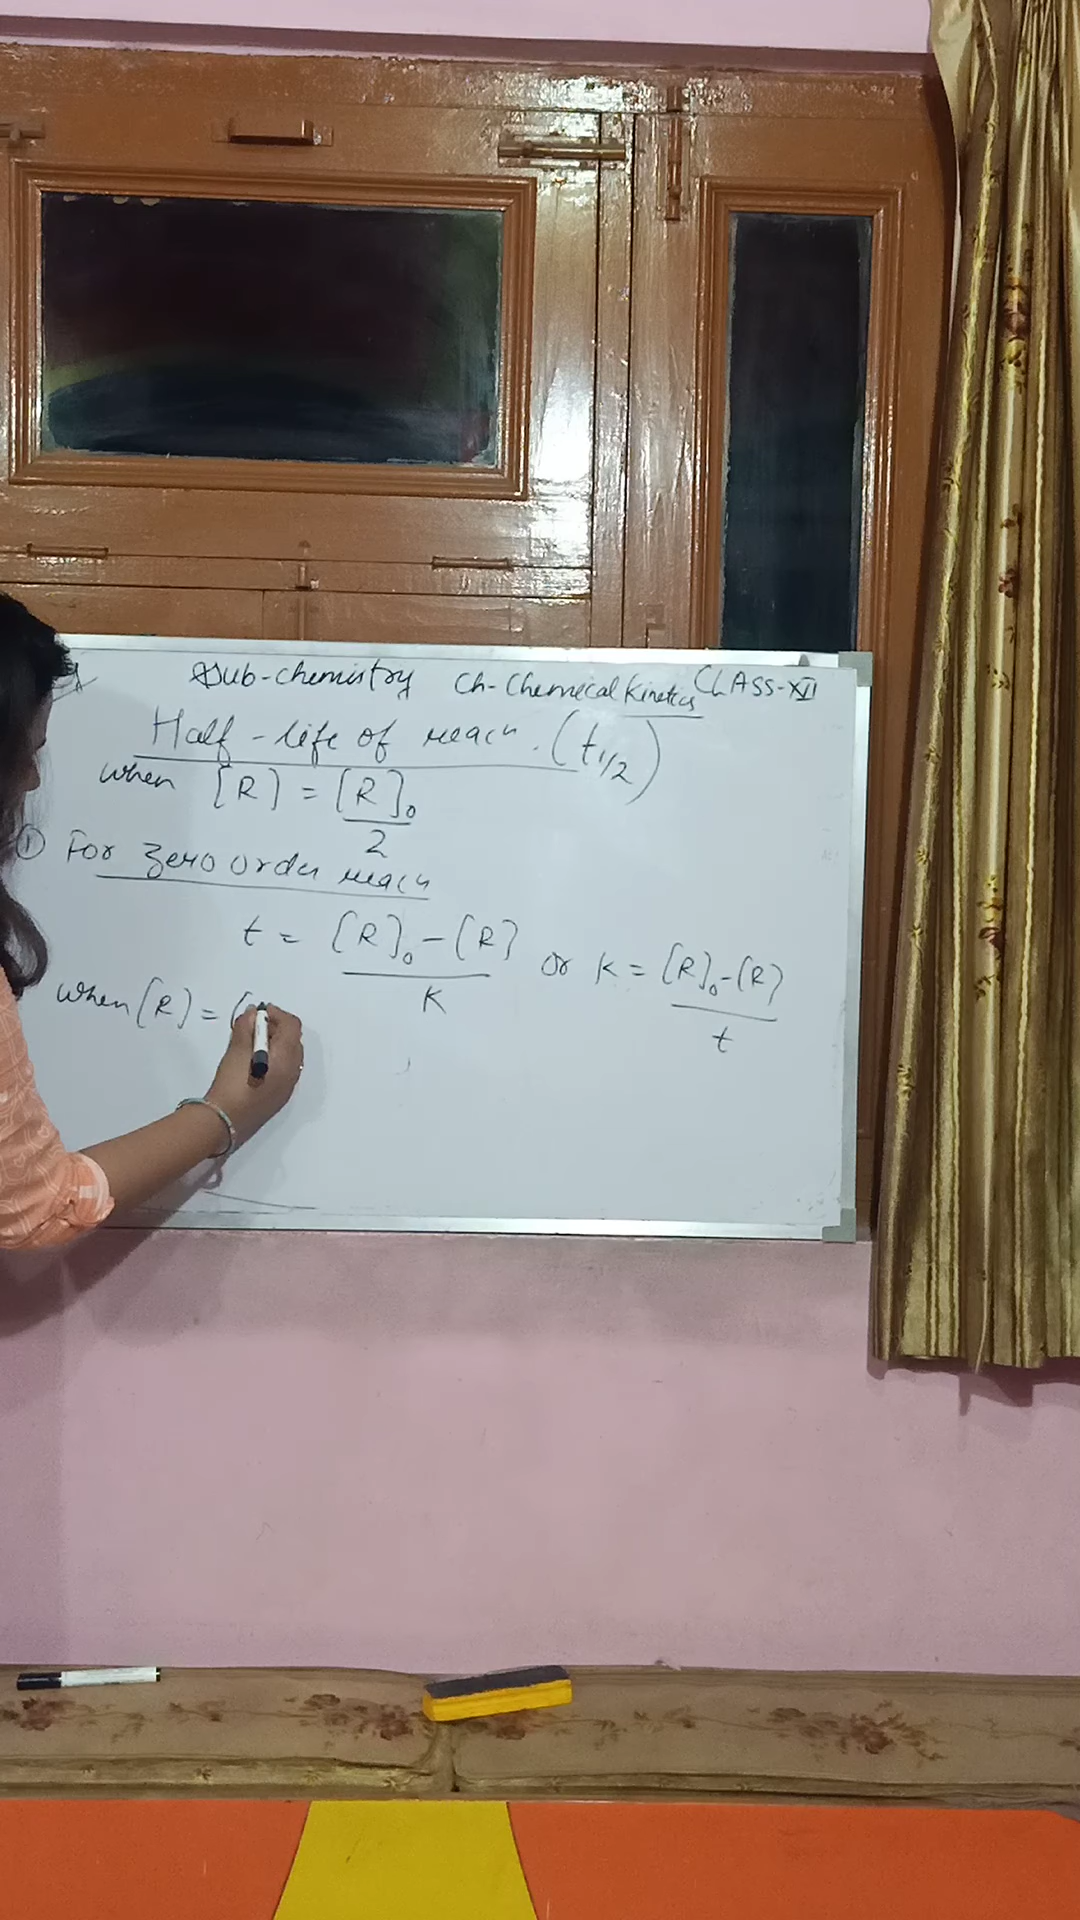 Sub-chemistry Ch-Chemecal Kinetics CLASS-XII
Half-life of reacn. (t1/2)
when [R] = [R]0/2
① For zero order reacn
t = [R]0-[R]/K or K = [R]0-[R]/t
when [R] = [